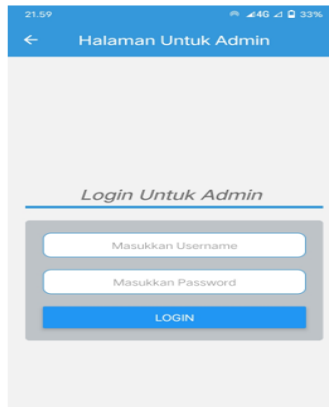 21.59 4G 33%
Halaman Untuk Admin
Login Untuk Admin
Masukkan Username
Masukkan Password
LOGIN